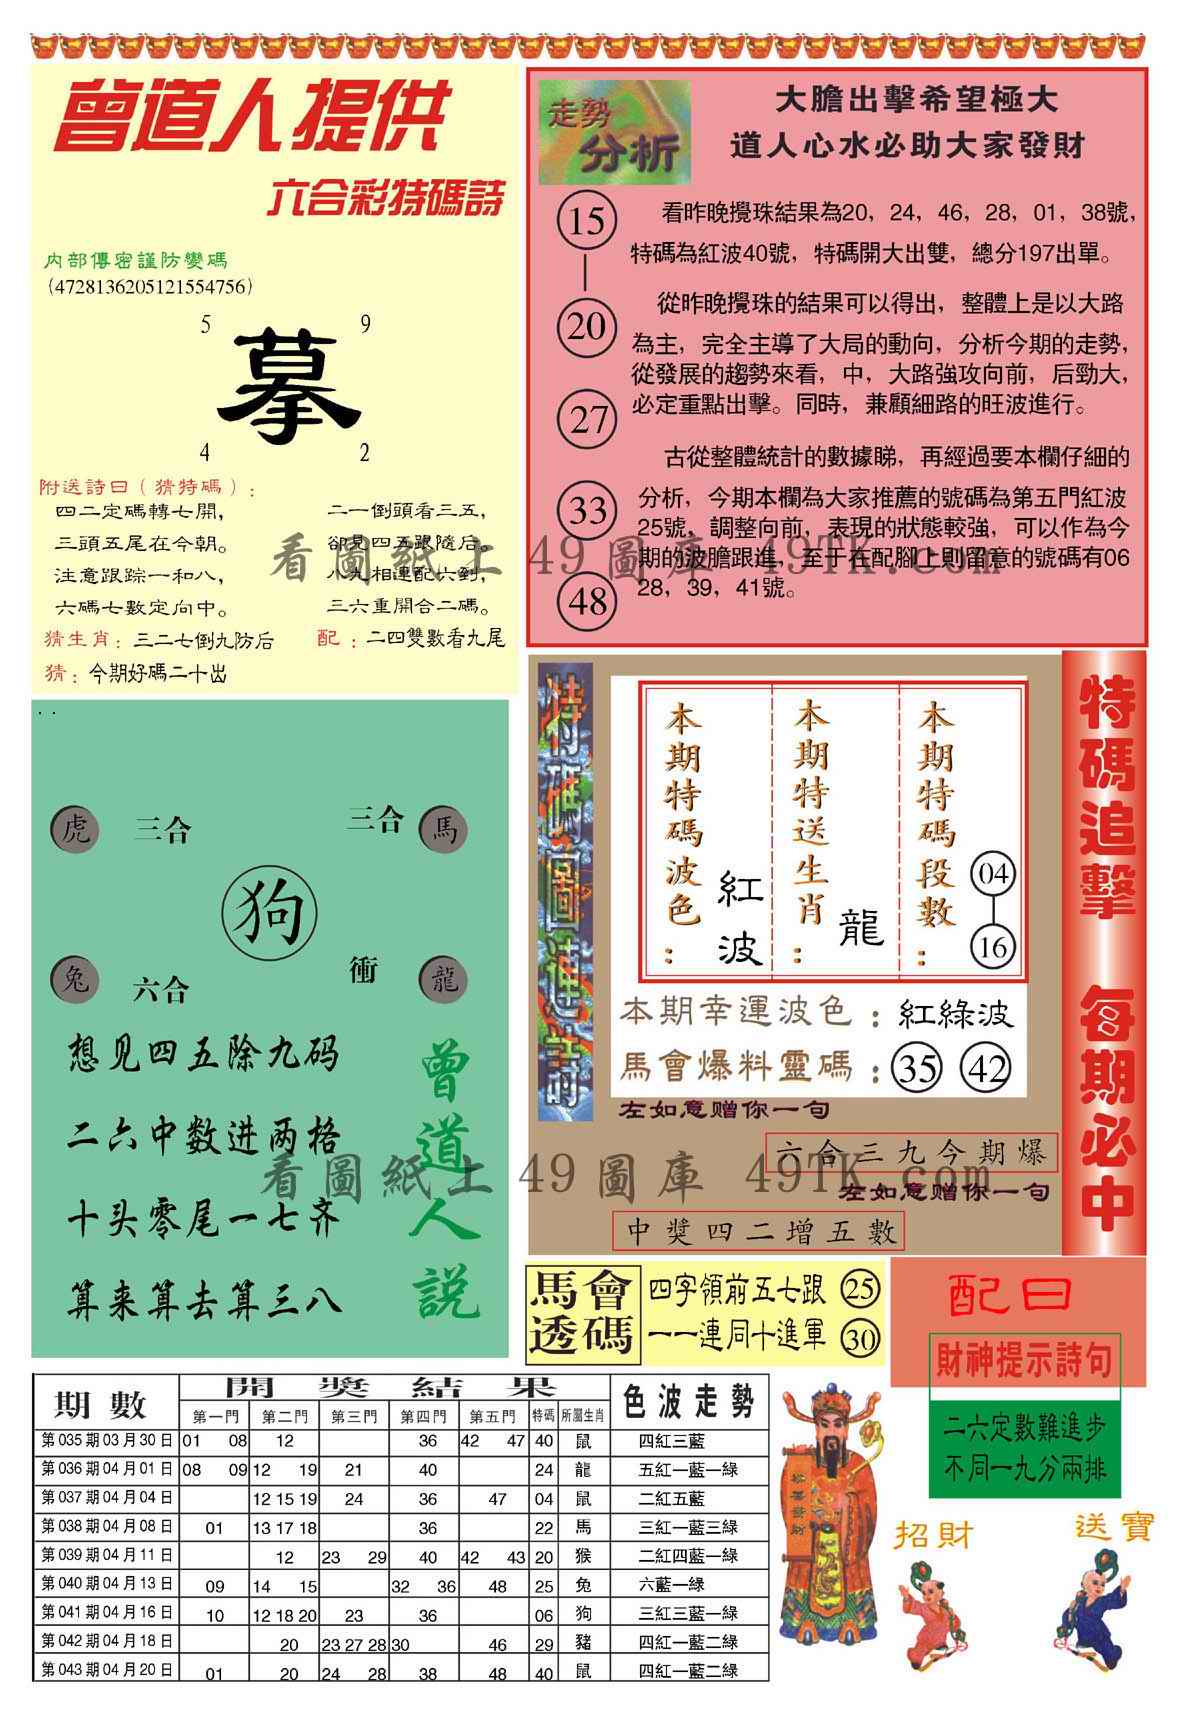 曾道人提供
六合彩特碼詩
内部傳密謹防變碼
(4728136205121554756)
5 9
摹
4 2
附送詩曰（猜特碼）:
四二定碼轉七開，
三頭五尾在今朝。
注意跟踪一和八，
六碼七數定向中。
二一倒頭看三五，
卻見四五跟隨后。
八九相連配六到，
三六重開合二碼。
猜生肖：三二七倒九防后
配：二四雙數看九尾
猜：今期好碼二十出
走勢
分析
大膽出擊希望極大
道人心水必助大家發財
15
20
27
33
48
看昨晚攪珠結果為20，24，46，28，01，38號，
特碼為紅波40號，特碼開大出雙，總分197出單。
從昨晚攪珠的結果可以得出，整體上是以大路
為主，完全主導了大局的動向，分析今期的走勢，
從發展的趨勢來看，中，大路強攻向前，后勁大，
必定重點出擊。同時，兼顧細路的旺波進行。
古從整體統計的數據睇，再經過要本欄仔細的
分析，今期本欄為大家推薦的號碼為第五門紅波
25號，調整向前，表現的狀態較強，可以作為今
期的波膽跟進，至于在配腳上則留意的號碼有06
28，39，41號。
看圖紙上49圖庫 49TK.com
虎 三合 三合 馬
狗
兔 六合 衝 龍
想见四五除九码
二六中数进两格
十头零尾一七齐
算来算去算三八
曾道人説
本期特碼波色：紅波
本期特送生肖：龍
本期特碼段數：04 16
本期幸運波色：紅綠波
馬會爆料靈碼：35 42
左如意赠你一句
六合三九今期爆
左如意赠你一句
中獎四二增五數
特碼追擊 每期必中
看圖紙上49圖庫 49TK.com
馬會透碼
四字領前五七跟 25
一一連同十進軍 30
配曰
財神提示詩句
二六定數難進步
不同一九分兩排
招財
送寶
期數 開獎結果 色波走勢
第一門 第二門 第三門 第四門 第五門 特碼 所屬生肖
第035期03月30日 01 08 12 36 42 47 40 鼠 四紅三藍
第036期04月01日 08 09 12 19 21 40 24 龍 五紅一藍一綠
第037期04月04日 12 15 19 24 36 47 04 鼠 二紅五藍
第038期04月08日 01 13 17 18 36 22 馬 三紅一藍三綠
第039期04月11日 12 23 29 40 42 43 20 猴 二紅四藍一綠
第040期04月13日 09 14 15 32 36 48 25 兔 六藍一綠
第041期04月16日 10 12 18 20 23 36 06 狗 三紅三藍一綠
第042期04月18日 20 23 27 28 30 46 29 豬 四紅一藍二綠
第043期04月20日 01 20 24 28 38 48 40 鼠 四紅一藍二綠